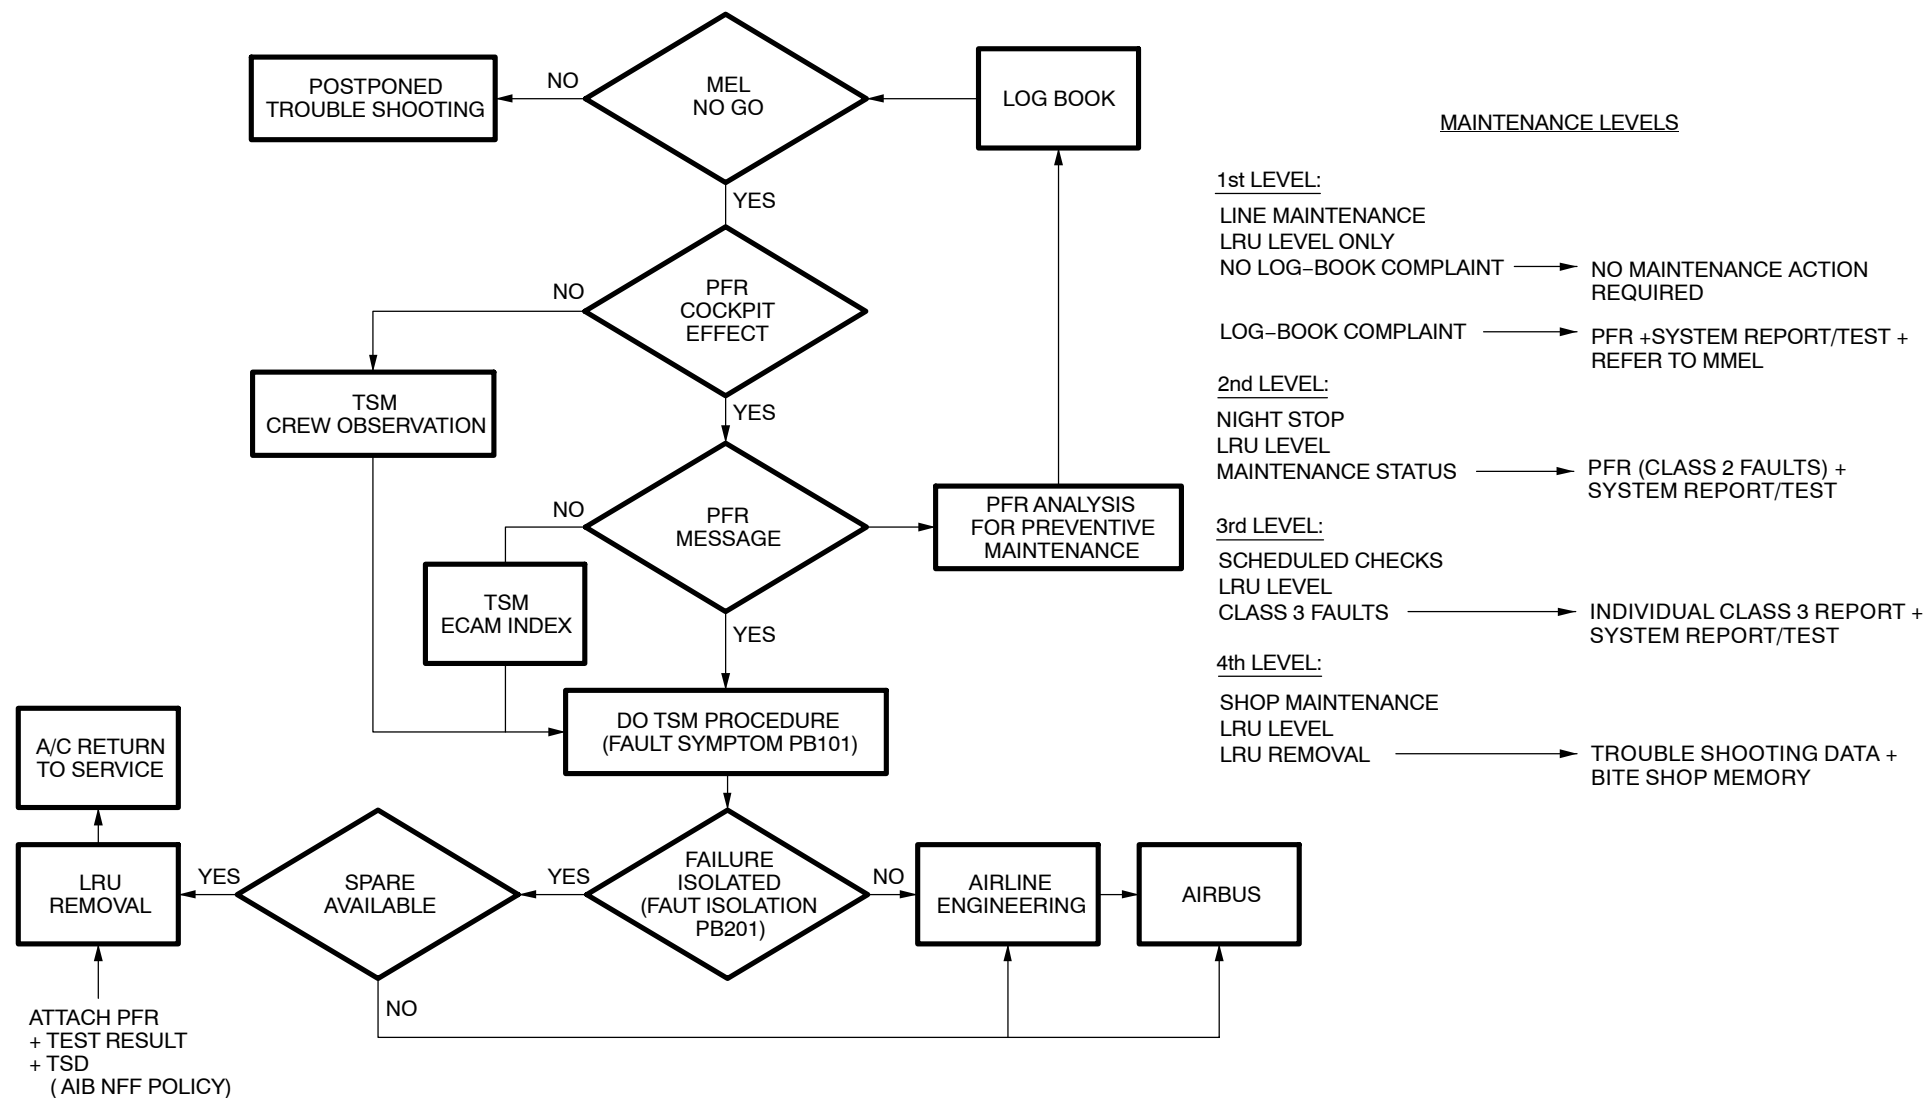 POSTPONED
TROUBLE SHOOTING
NO
MEL
NO GO
LOG BOOK
YES
NO
PFR
COCKPIT
EFFECT
TSM
CREW OBSERVATION
YES
NO
PFR
MESSAGE
PFR ANALYSIS
FOR PREVENTIVE
MAINTENANCE
TSM
ECAM INDEX
YES
DO TSM PROCEDURE
(FAULT SYMPTOM PB101)
A/C RETURN
TO SERVICE
LRU
REMOVAL
YES
SPARE
AVAILABLE
YES
FAILURE
ISOLATED
(FAUT ISOLATION
PB201)
NO
AIRLINE
ENGINEERING
AIRBUS
NO
ATTACH PFR
+ TEST RESULT
+ TSD
( AIB NFF POLICY)
MAINTENANCE LEVELS
1st LEVEL:
LINE MAINTENANCE
LRU LEVEL ONLY
NO LOG–BOOK COMPLAINT
NO MAINTENANCE ACTION
REQUIRED
LOG–BOOK COMPLAINT
PFR +SYSTEM REPORT/TEST +
REFER TO MMEL
2nd LEVEL:
NIGHT STOP
LRU LEVEL
MAINTENANCE STATUS
PFR (CLASS 2 FAULTS) +
SYSTEM REPORT/TEST
3rd LEVEL:
SCHEDULED CHECKS
LRU LEVEL
CLASS 3 FAULTS
INDIVIDUAL CLASS 3 REPORT +
SYSTEM REPORT/TEST
4th LEVEL:
SHOP MAINTENANCE
LRU LEVEL
LRU REMOVAL
TROUBLE SHOOTING DATA +
BITE SHOP MEMORY